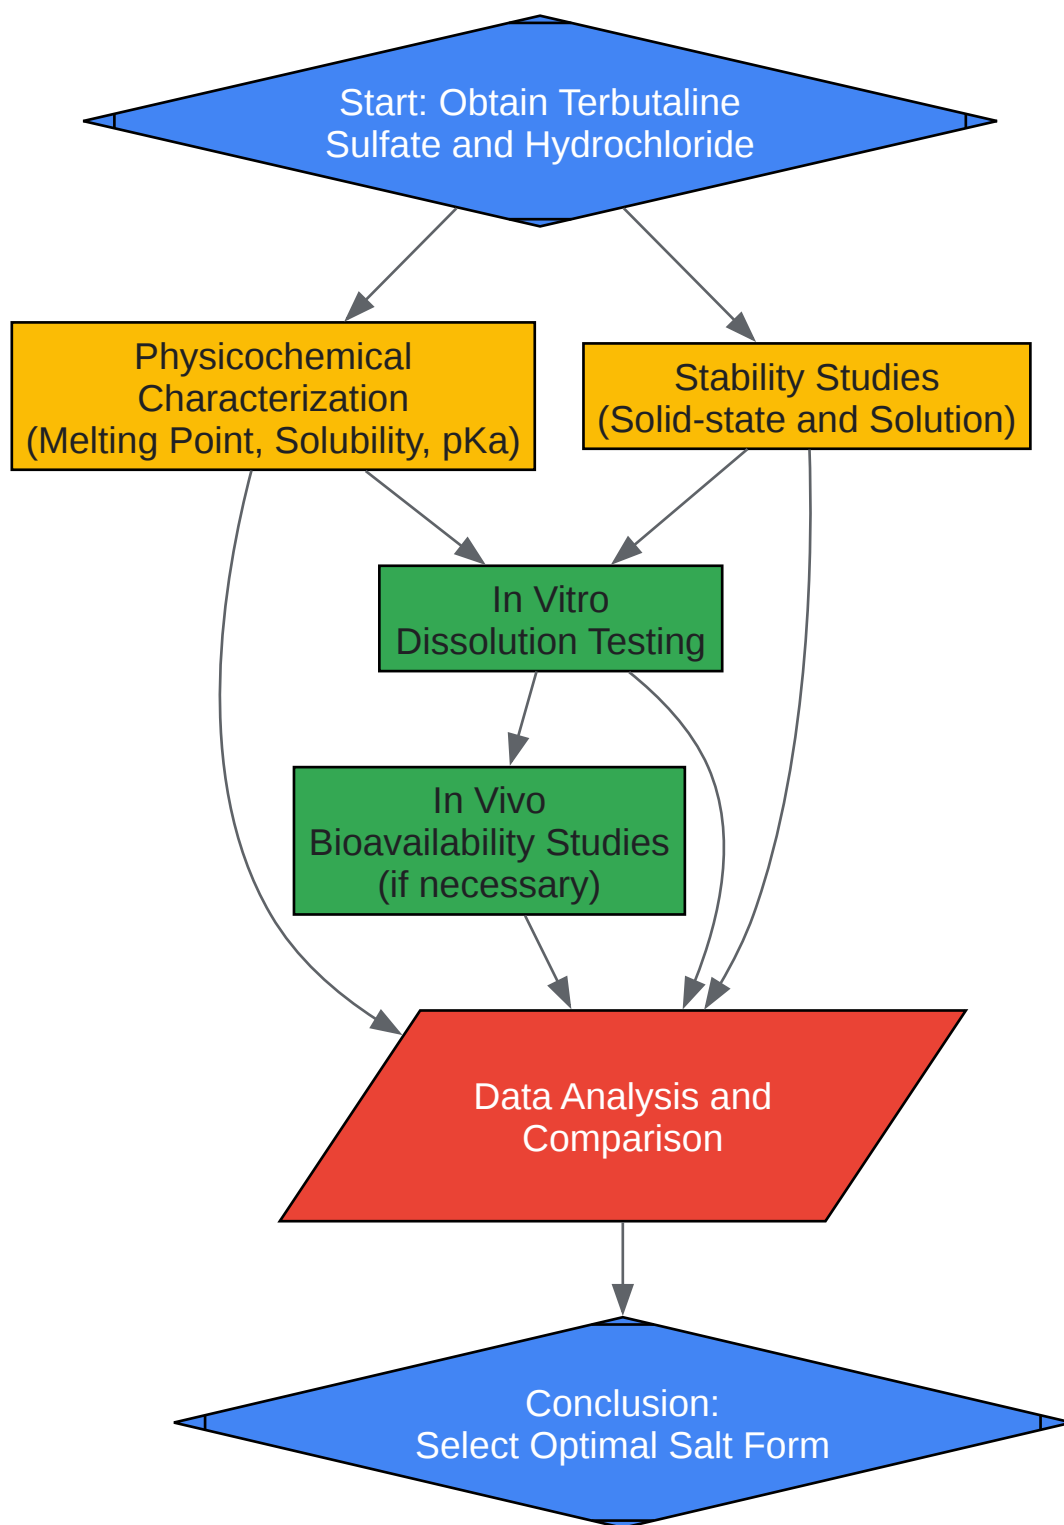 Start: Obtain Terbutaline
Sulfate and Hydrochloride
Physicochemical
Characterization
(Melting Point, Solubility, pKa)
Stability Studies
(Solid-state and Solution)
In Vitro
Dissolution Testing
In Vivo
Bioavailability Studies
(if necessary)
Data Analysis and
Comparison
Conclusion:
Select Optimal Salt Form